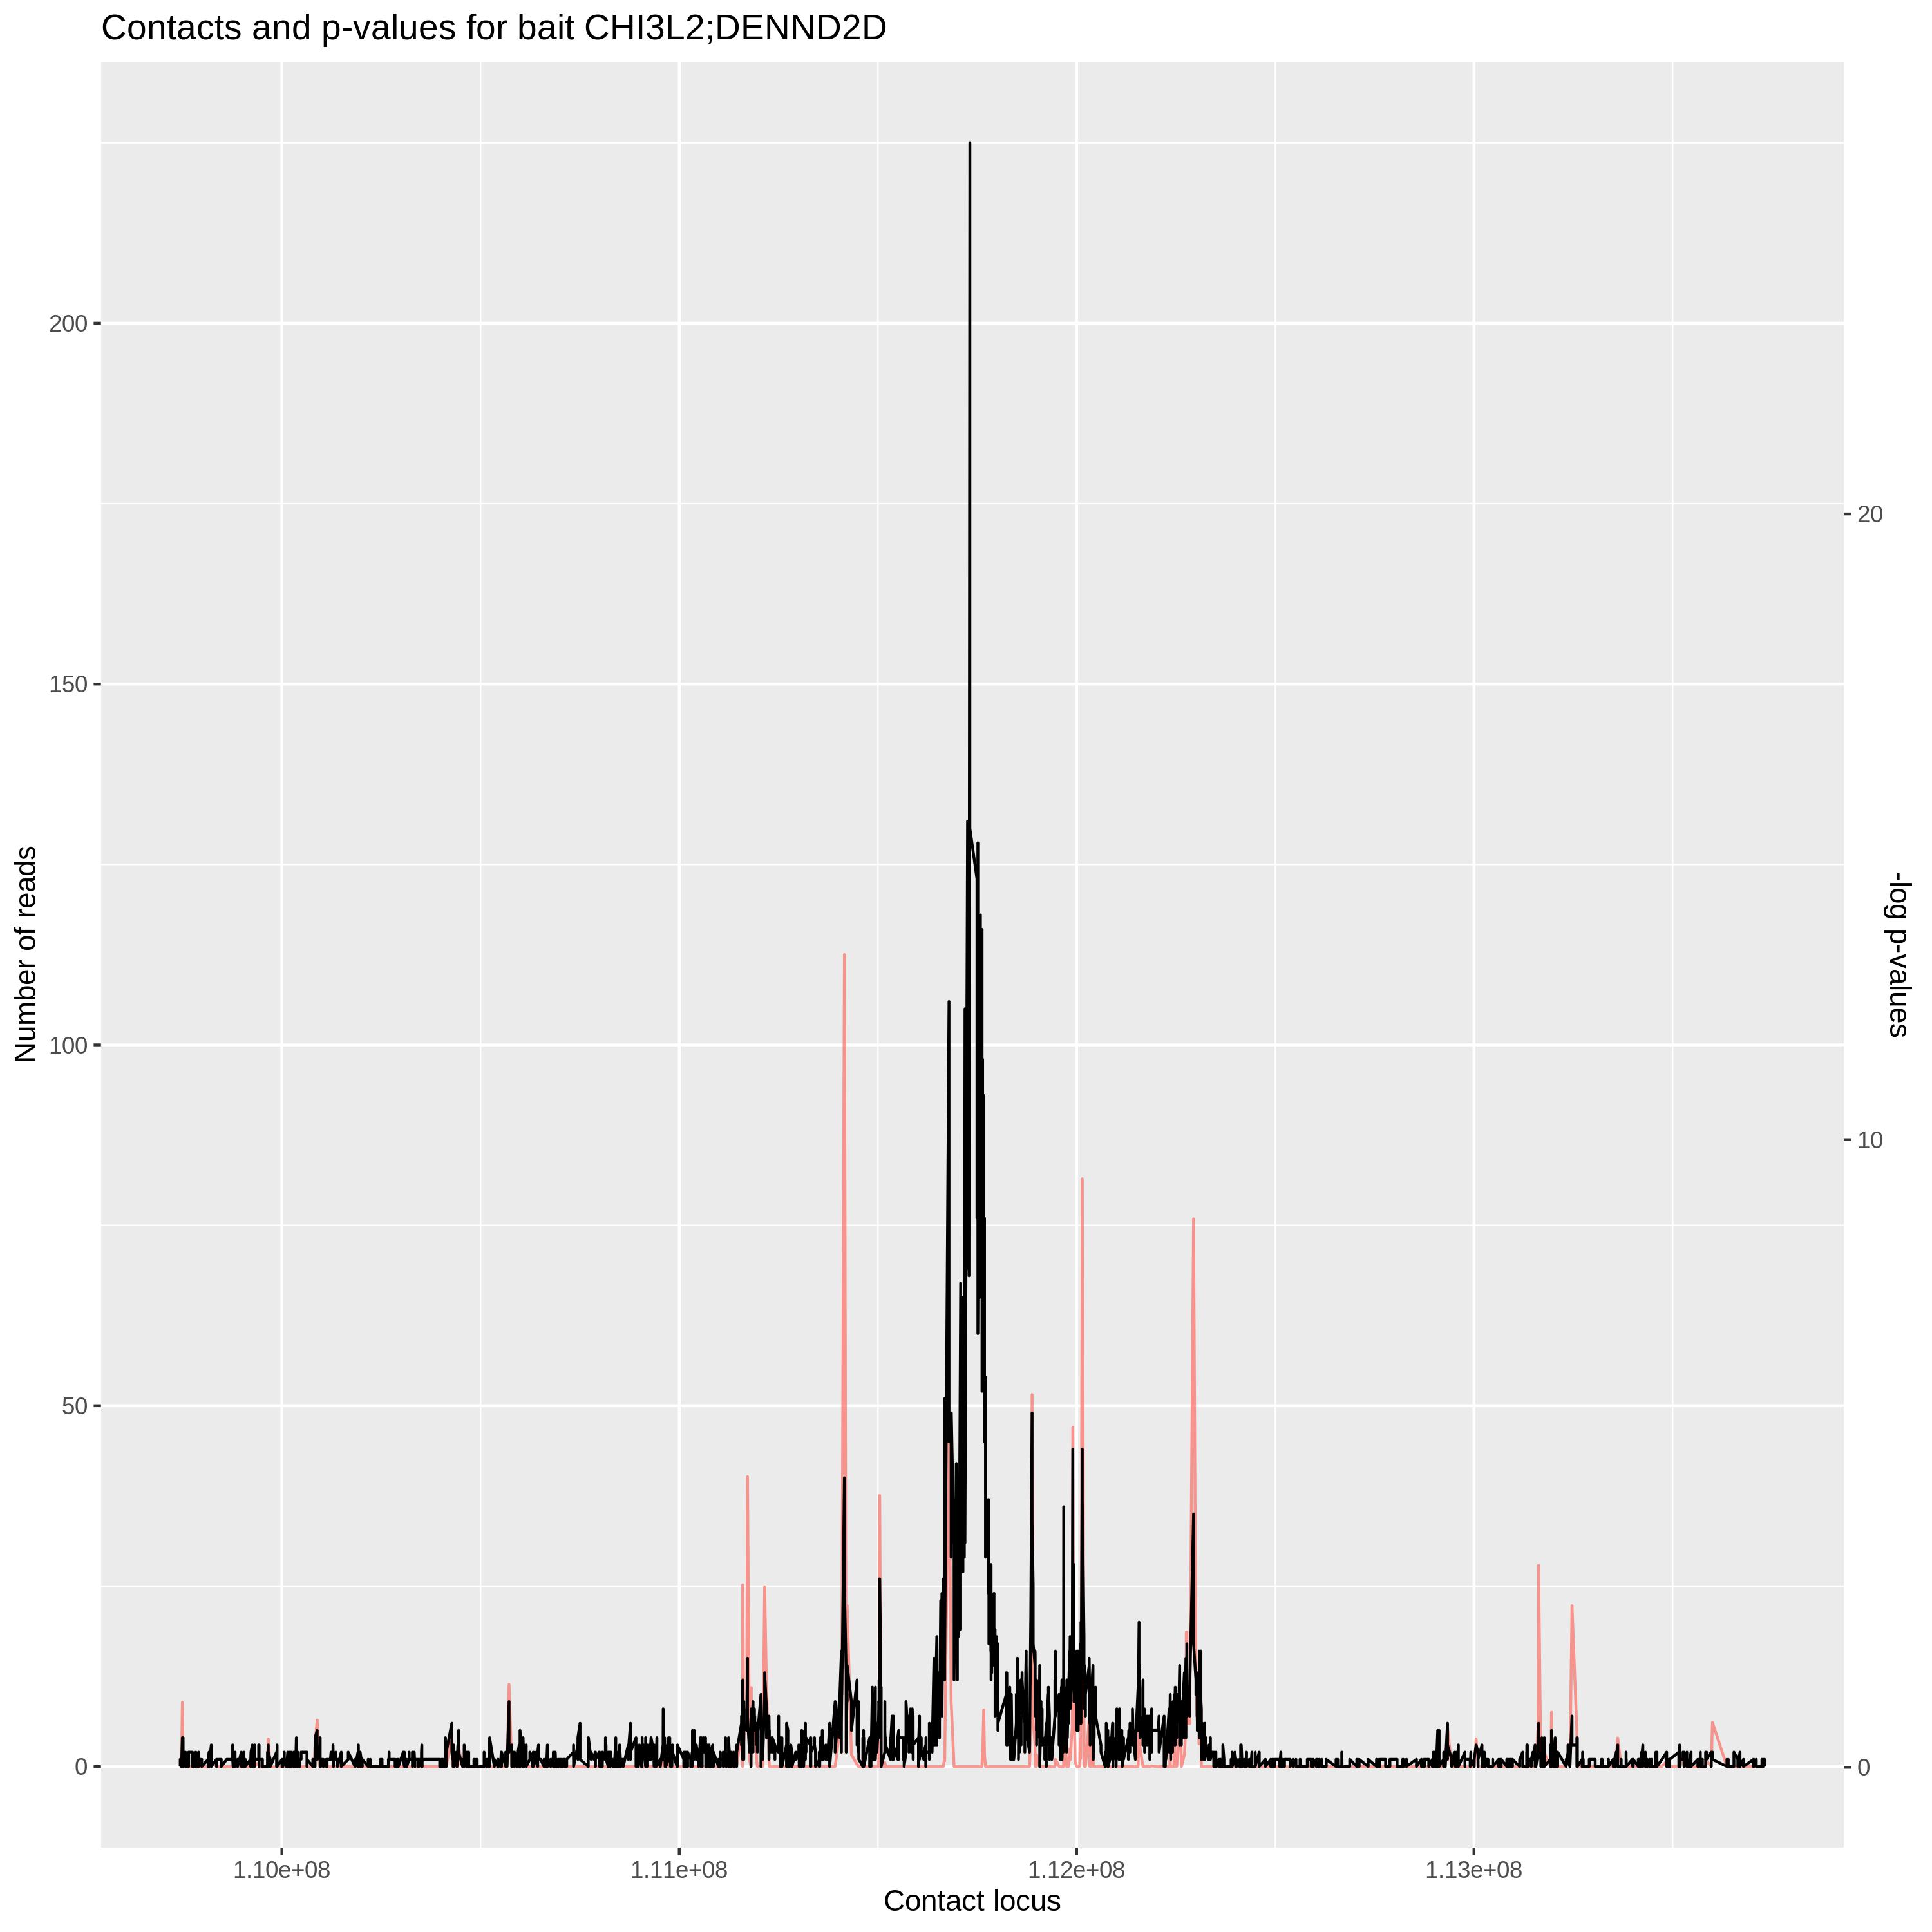 Contacts and p-values for bait CHI3L2;DENND2D
Number of reads
200
150
100
50
0
20
10
0
-log p-values
1.10e+08
1.11e+08
1.12e+08
1.13e+08
Contact locus